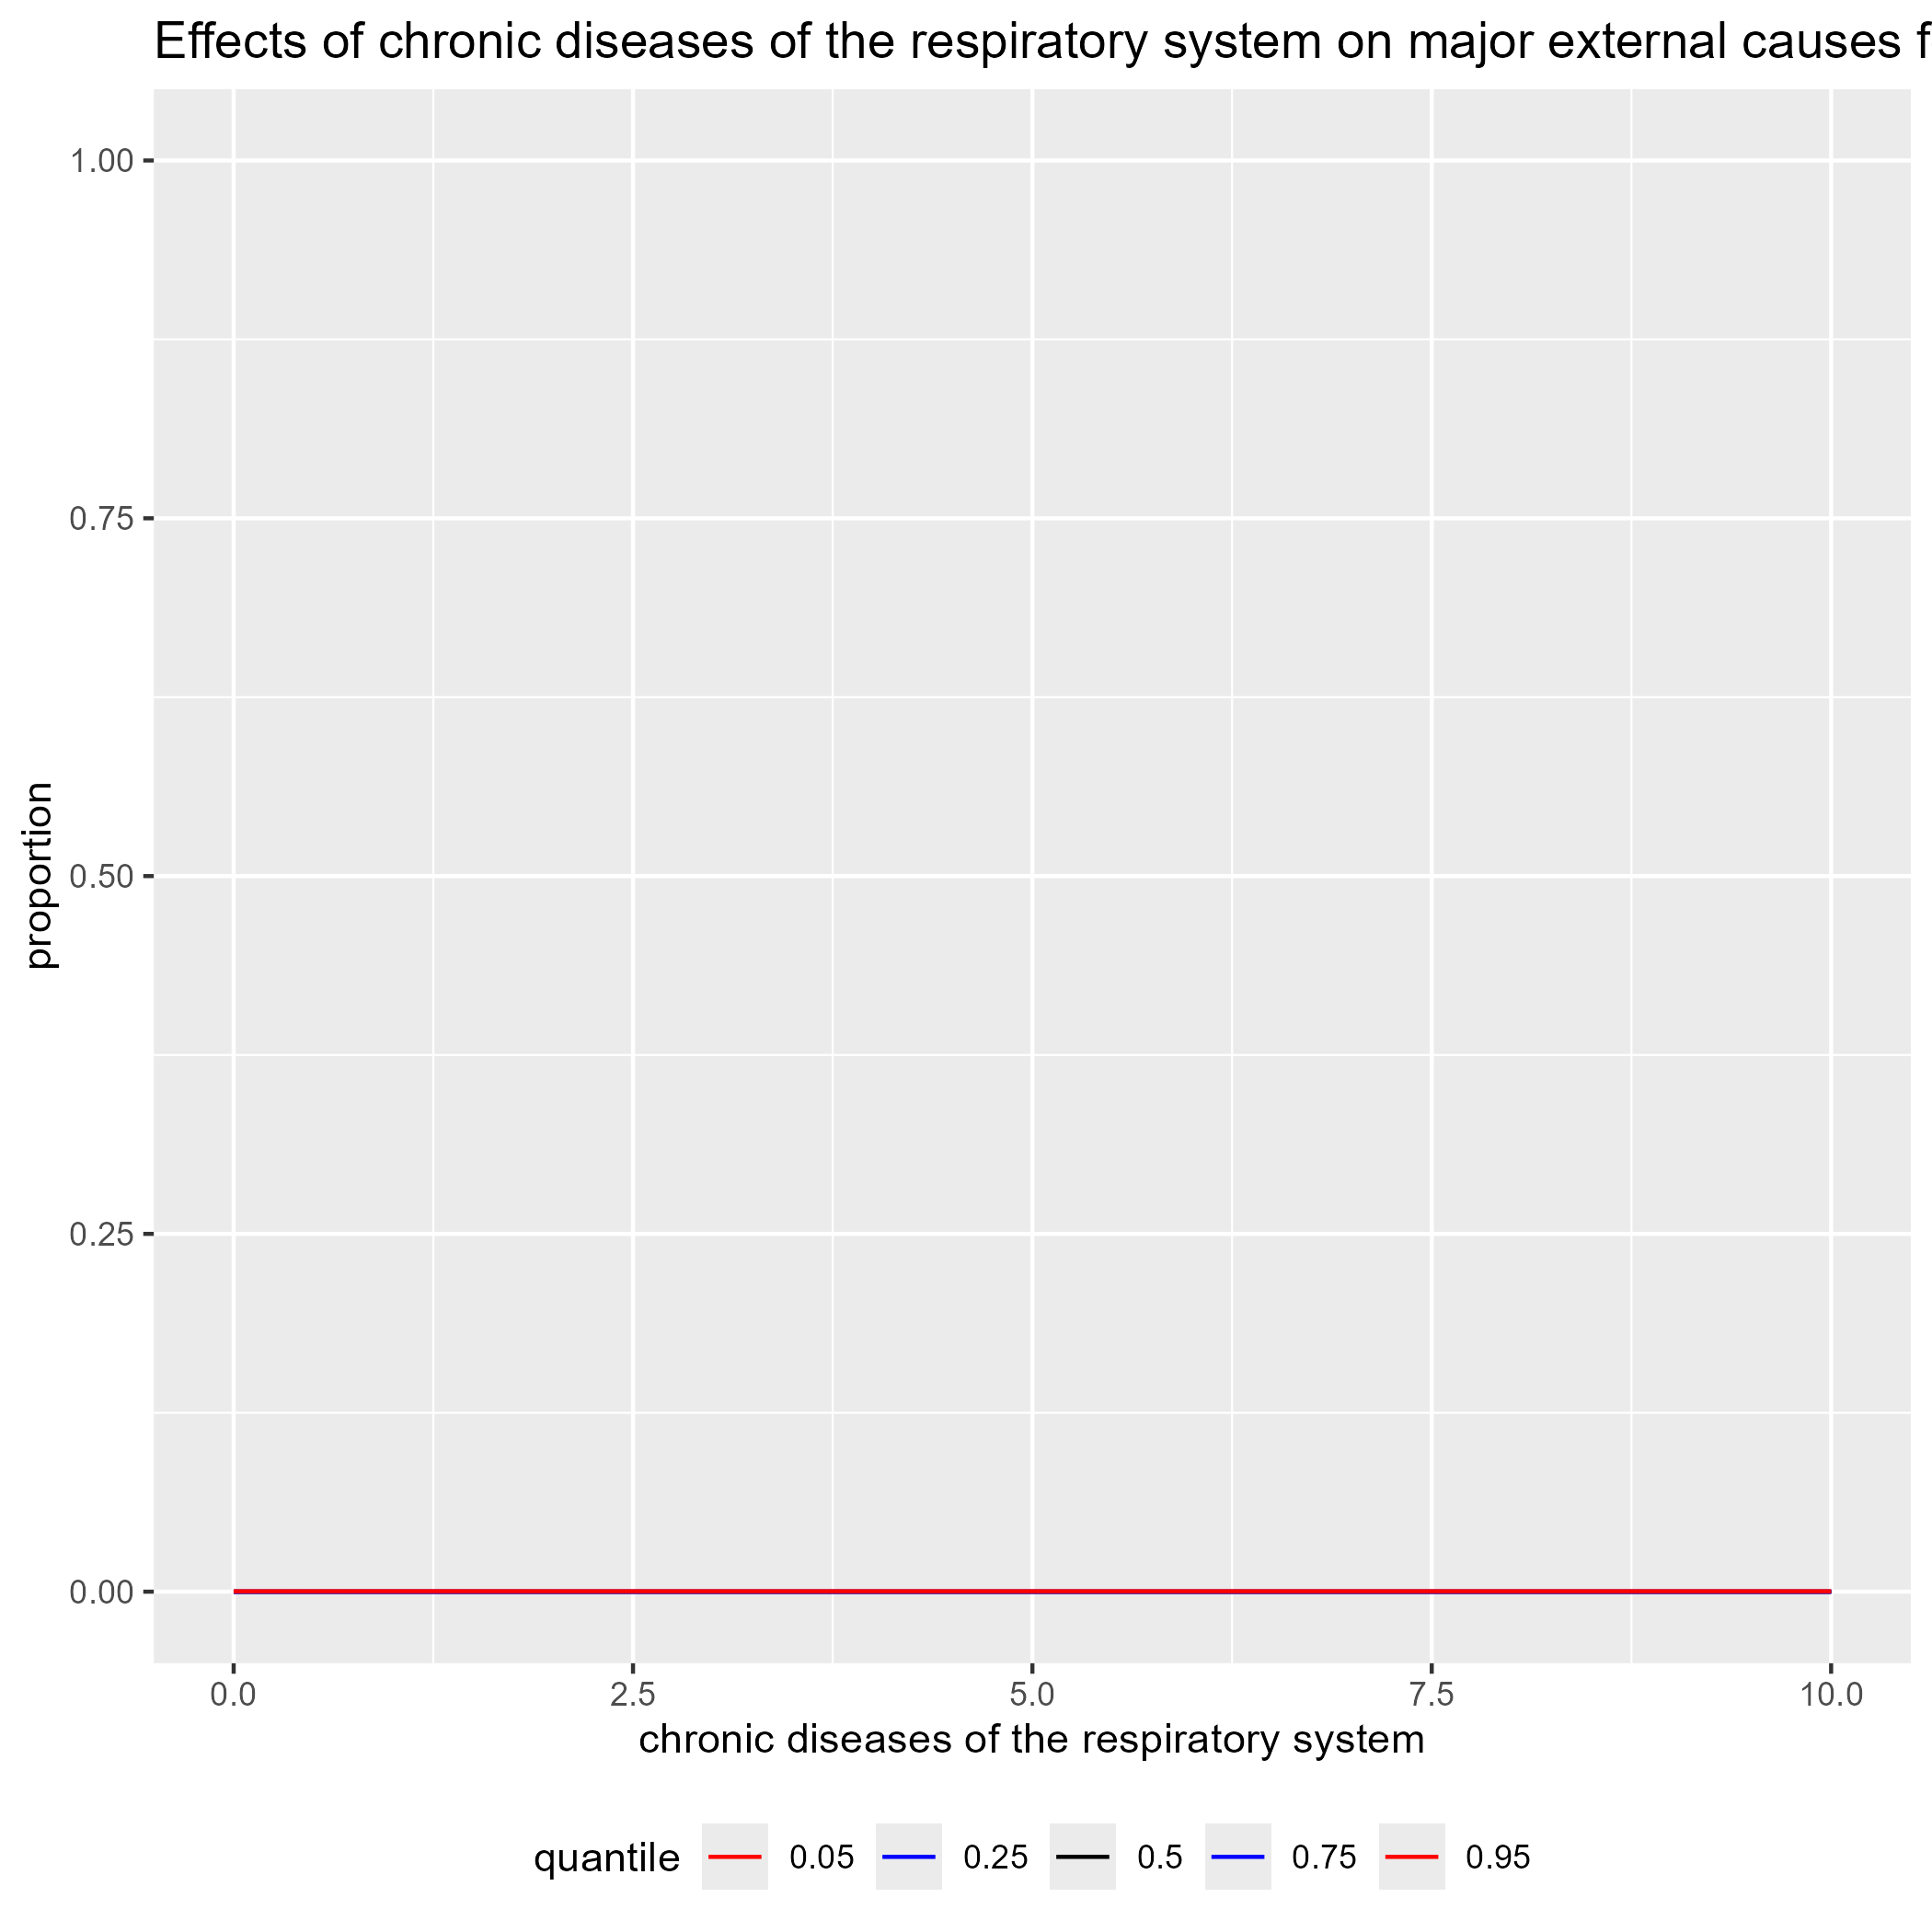 Effects of chronic diseases of the respiratory system on major external causes f
1.00
0.75
0.50
0.25
0.00
proportion
0.0 2.5 5.0 7.5 10.0
chronic diseases of the respiratory system
quantile 0.05 0.25 0.5 0.75 0.95